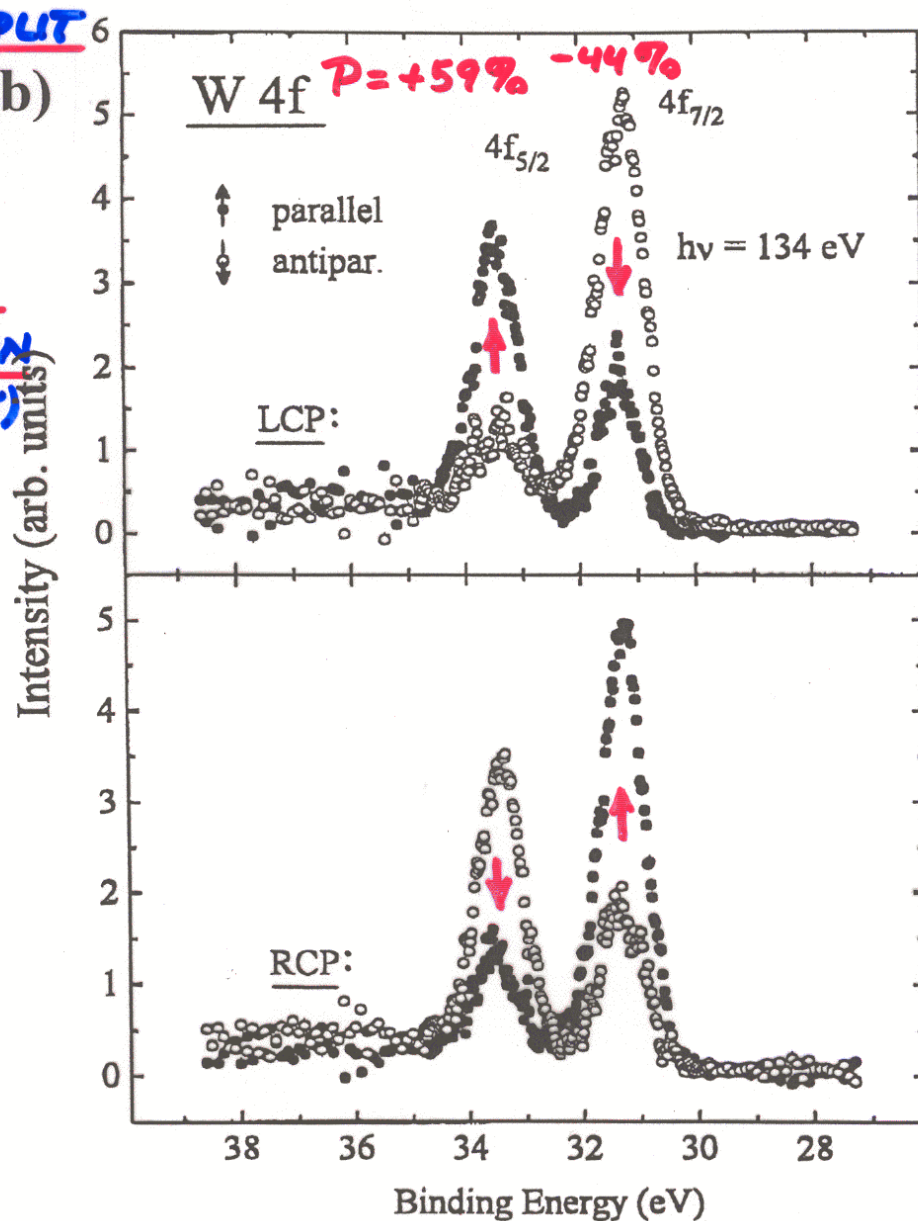 b)
W 4f
P=+59% -44%
4f7/2
4f5/2
parallel
antipar.
hν = 134 eV
LCP:
6
5
4
3
2
1
0
Intensity (arb. units)
RCP:
5
4
3
2
1
0
38 36 34 32 30 28
Binding Energy (eV)